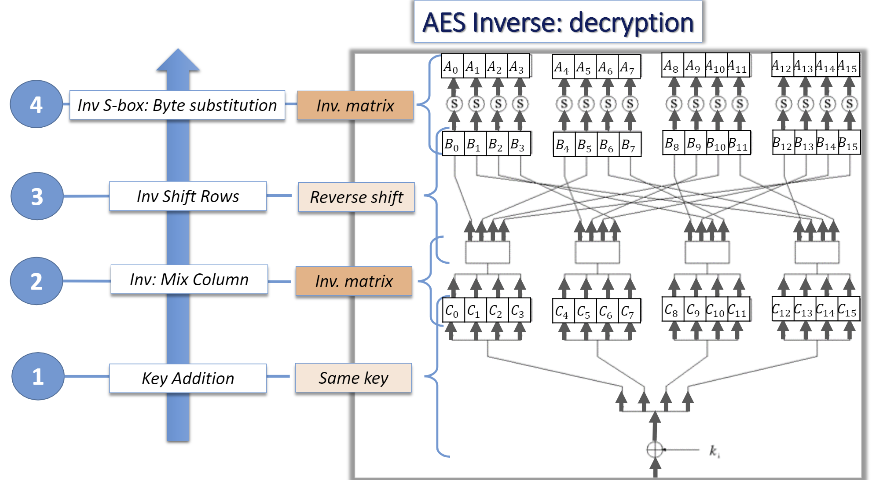 AES Inverse: decryption
A₀ A₁ A₂ A₃ A₄ A₅ A₆ A₇ A₈ A₉ A₁₀ A₁₁ A₁₂ A₁₃ A₁₄ A₁₅
4 Inv S-box: Byte substitution Inv. matrix S S S S S S S S S S S S S S S S
B₀ B₁ B₂ B₃ B₄ B₅ B₆ B₇ B₈ B₉ B₁₀ B₁₁ B₁₂ B₁₃ B₁₄ B₁₅
3 Inv Shift Rows Reverse shift
2 Inv: Mix Column Inv. matrix
C₀ C₁ C₂ C₃ C₄ C₅ C₆ C₇ C₈ C₉ C₁₀ C₁₁ C₁₂ C₁₃ C₁₄ C₁₅
1 Key Addition Same key
kᵢ